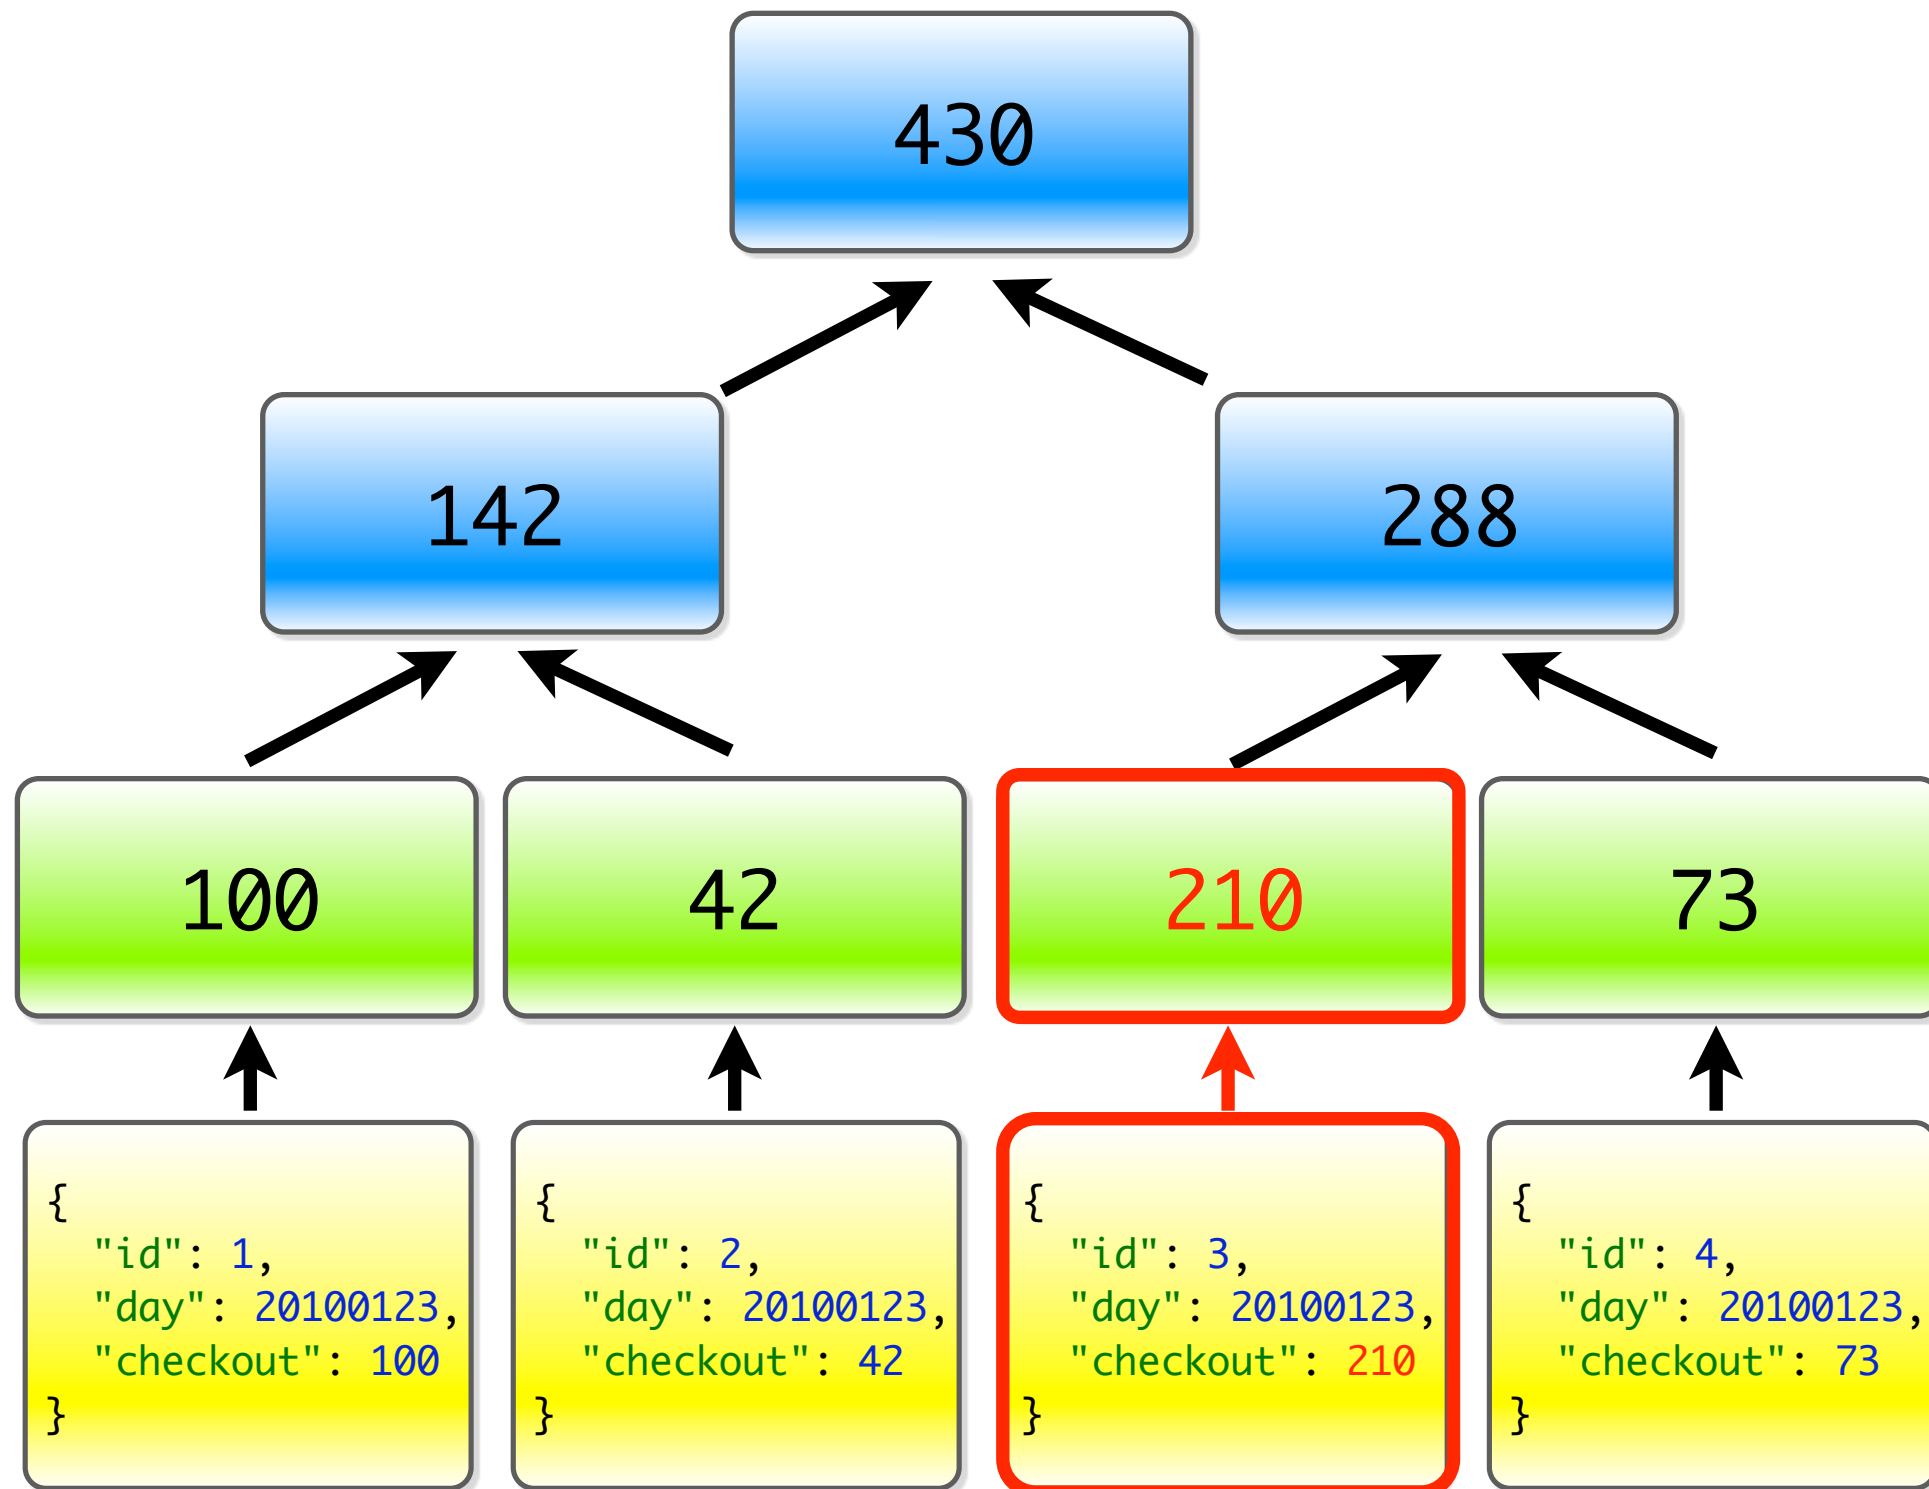 430
142
288
100
42
210
73
{
"id": 1,
"day": 20100123,
"checkout": 100
}
{
"id": 2,
"day": 20100123,
"checkout": 42
}
{
"id": 3,
"day": 20100123,
"checkout": 210
}
{
"id": 4,
"day": 20100123,
"checkout": 73
}